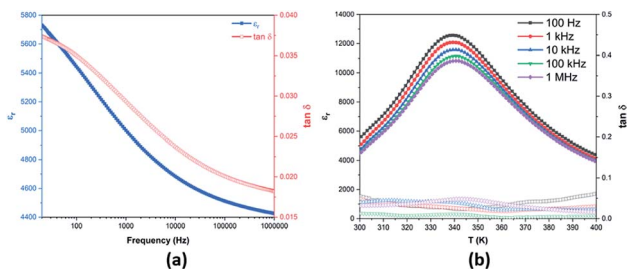 5800
5600
5400
5200
5000
4800
4600
4400
εr
εr
tan δ
0.040
0.035
0.030
0.025
0.020
0.015
tan δ
100 1000 10000 100000 1000000
Frequency (Hz)
(a)
14000
12000
10000
8000
6000
4000
2000
0
εr
100 Hz
1 kHz
10 kHz
100 kHz
1 MHz
0.5
0.4
0.3
0.2
0.1
0.0
tan δ
300 310 320 330 340 350 360 370 380 390 400
T (K)
(b)